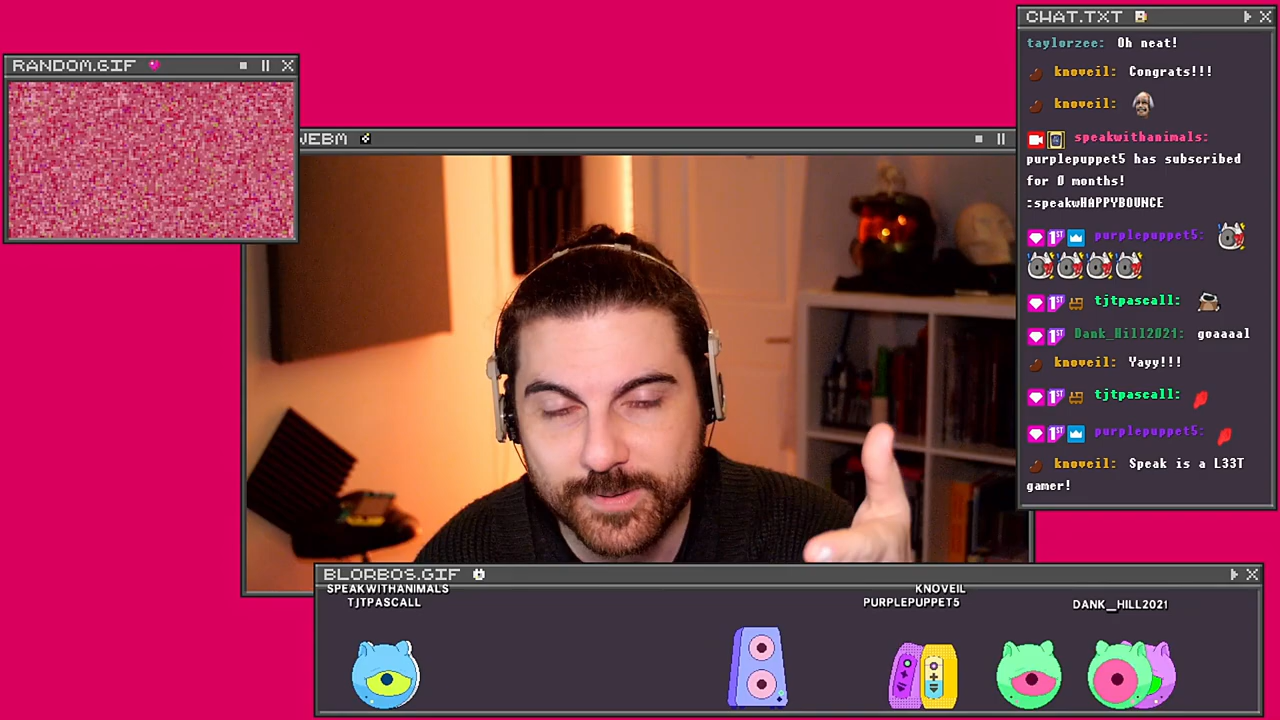 RANDOM.GIF
WEBM
CHAT.TXT
taylorzee: Oh neat!
knoveil: Congrats!!!
knoveil:
speakwithanimals:
purplepuppet5 has subscribed
for 0 months!
:speakwHAPPYBOUNCE
purplepuppet5:
tjtpascall:
Dank_Hill2021: goaaaal
knoveil: Yayy!!!
tjtpascall:
purplepuppet5:
knoveil: Speak is a L33T
gamer!
BLORBOS.GIF
SPEAKWITHANIMALS
TJTPASCALL
KNOVEIL
PURPLEPUPPET5
DANK_HILL2021